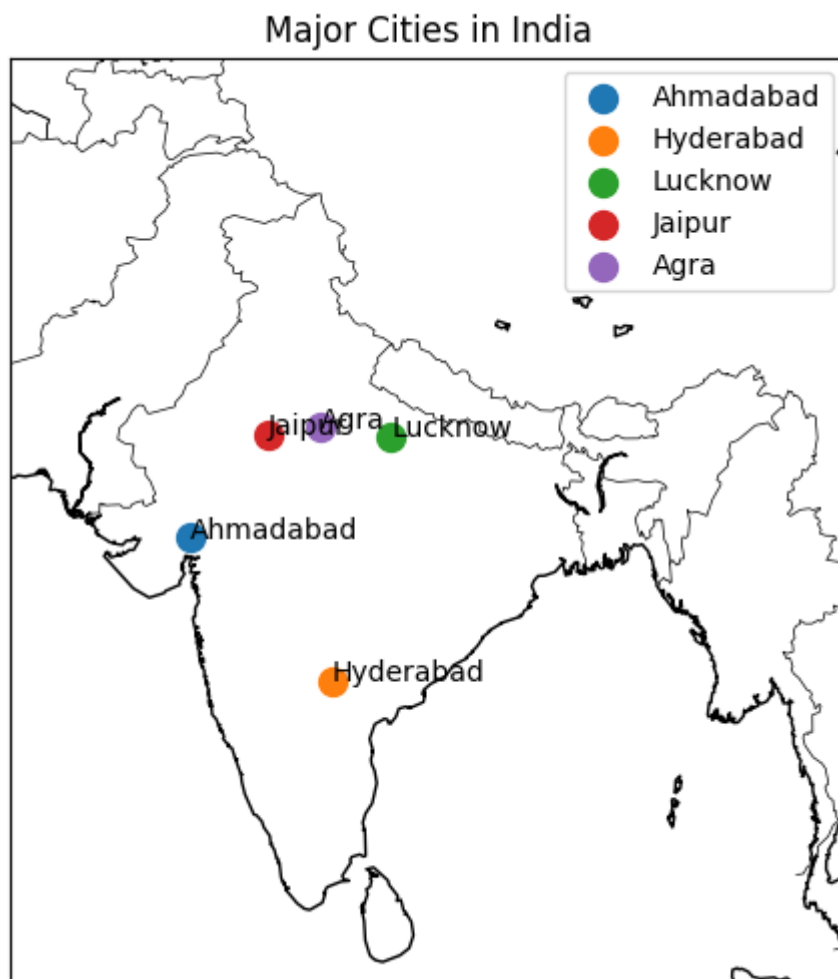 Major Cities in India
Ahmadabad
Hyderabad
Lucknow
Jaipur
Agra
Jaipur
Agra
Lucknow
Ahmadabad
Hyderabad